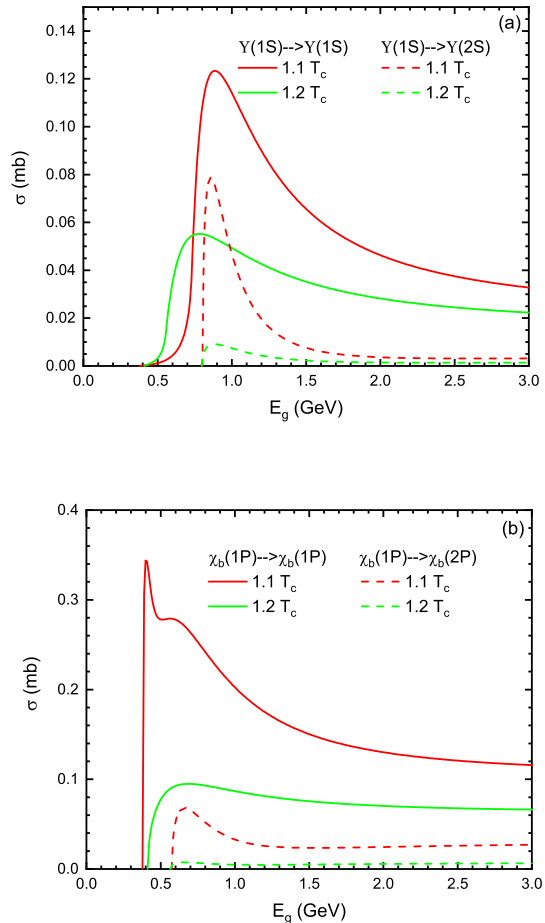 (a)
ϒ(1S)-->ϒ(1S) ϒ(1S)-->ϒ(2S)
1.1 T_c 1.1 T_c
1.2 T_c 1.2 T_c
0.14
0.12
0.10
0.08
0.06
0.04
0.02
0.00
σ (mb)
0.0 0.5 1.0 1.5 2.0 2.5 3.0
E_g (GeV)
(b)
χ_b(1P)-->χ_b(1P) χ_b(1P)-->χ_b(2P)
1.1 T_c 1.1 T_c
1.2 T_c 1.2 T_c
0.4
0.3
0.2
0.1
0.0
σ (mb)
0.0 0.5 1.0 1.5 2.0 2.5 3.0
E_g (GeV)